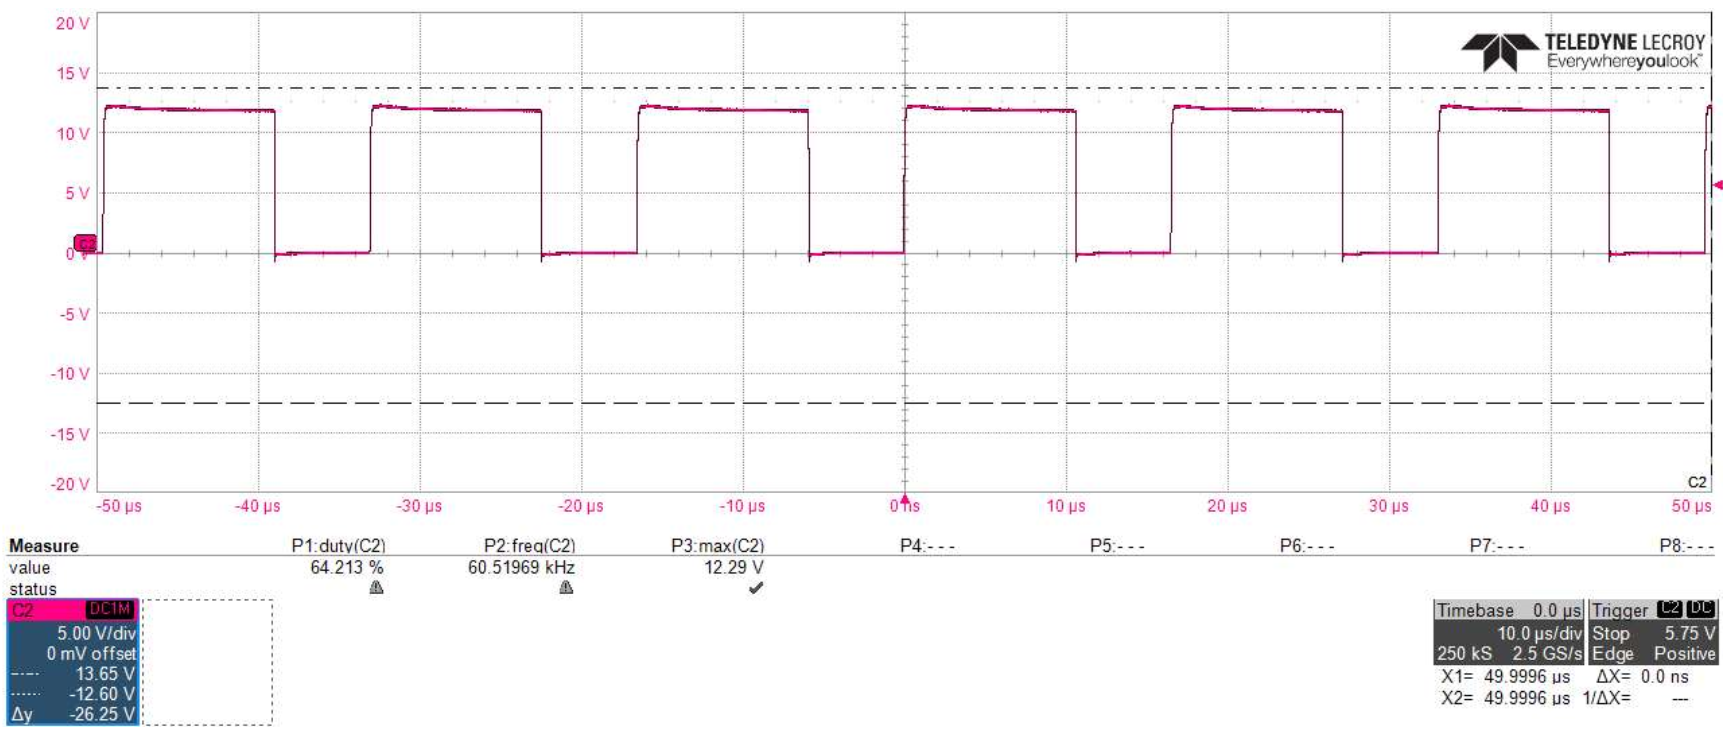 20 V
TELEDYNE LECROY
Everywhereyoulook™
15 V
10 V
5 V
C2
0 V
-5 V
-10 V
-15 V
-20 V
C2
-50 µs -40 µs -30 µs -20 µs -10 µs 10 µs 20 µs 30 µs 40 µs 50 µs
Measure P1:duty(C2) P2:freq(C2) P3:max(C2) P4:- - - P5:- - - P6:- - - P7:- - - P8:- - -
value 64.213 % 60.51969 kHz 12.29 V
status
C2 DC1M
5.00 V/div
0 mV offset
13.65 V
-12.60 V
Δy -26.25 V
Timebase 0.0 µs
10.0 µs/div
250 kS 2.5 GS/s
Trigger C2 DC
Stop 5.75 V
Edge Positive
X1= 49.9996 µs ΔX= 0.0 ns
X2= 49.9996 µs 1/ΔX= ---